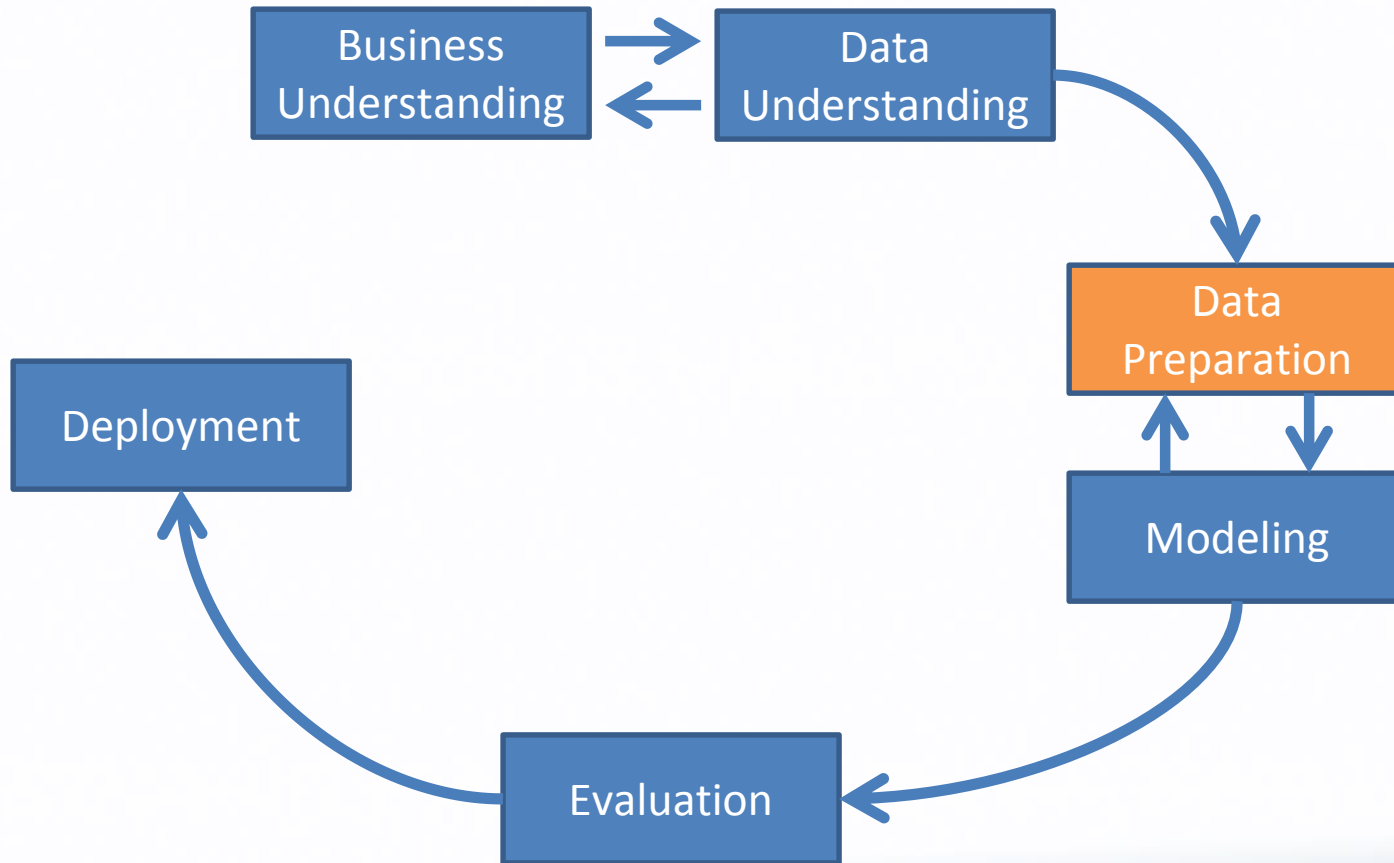 Business
Understanding
Data
Understanding
Data
Preparation
Deployment
Modeling
Evaluation